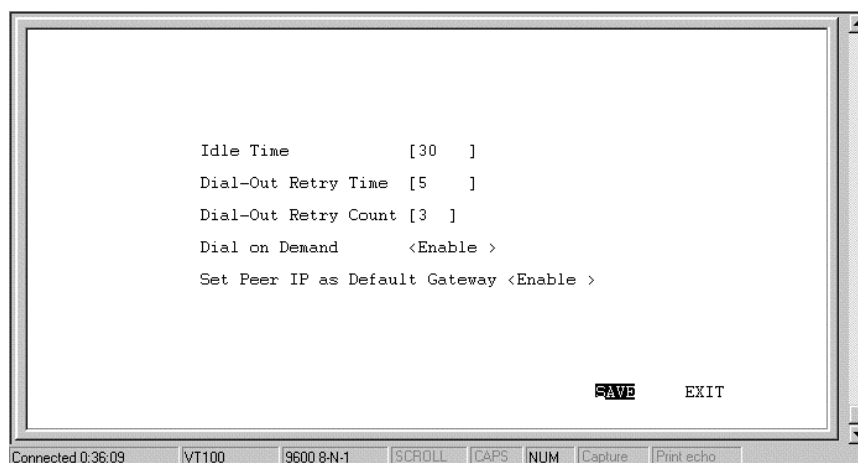 Idle Time [30 ]
Dial-Out Retry Time [5 ]
Dial-Out Retry Count [3 ]
Dial on Demand <Enable >
Set Peer IP as Default Gateway <Enable >
SAVE EXIT
Connected 0:36:09 VT100 9600 8-N-1 SCROLL CAPS NUM Capture Print echo